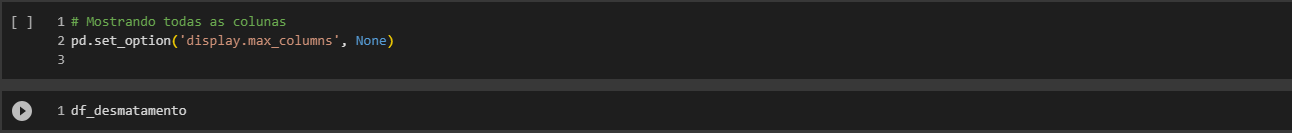 [ ] 1 # Mostrando todas as colunas
2 pd.set_option('display.max_columns', None)
3
1 df_desmatamento